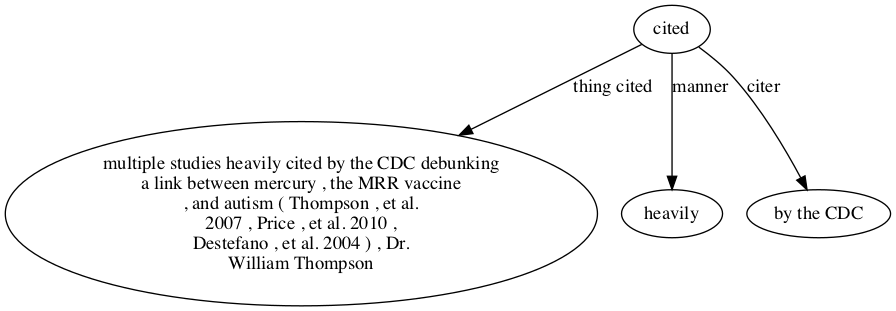 cited
thing cited
manner
citer
multiple studies heavily cited by the CDC debunking
a link between mercury , the MRR vaccine
, and autism ( Thompson , et al.
2007 , Price , et al. 2010 ,
Destefano , et al. 2004 ) , Dr.
William Thompson
heavily
by the CDC